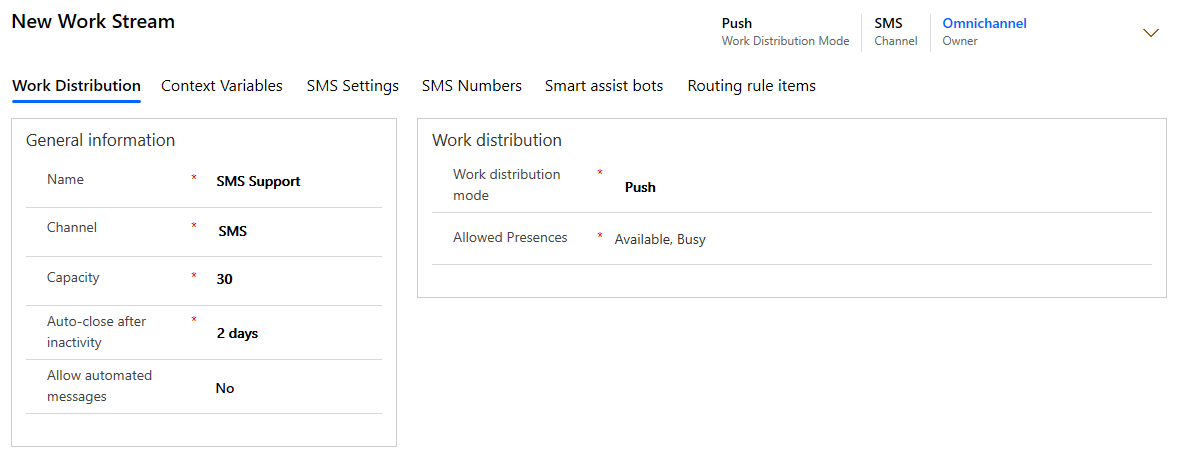 New Work Stream
Push
Work Distribution Mode
SMS
Channel
Omnichannel
Owner
Work Distribution
Context Variables
SMS Settings
SMS Numbers
Smart assist bots
Routing rule items
General information
Name * SMS Support
Channel * SMS
Capacity * 30
Auto-close after * 
inactivity
2 days
Allow automated
messages
No
Work distribution
Work distribution *
mode
Push
Allowed Presences * Available, Busy